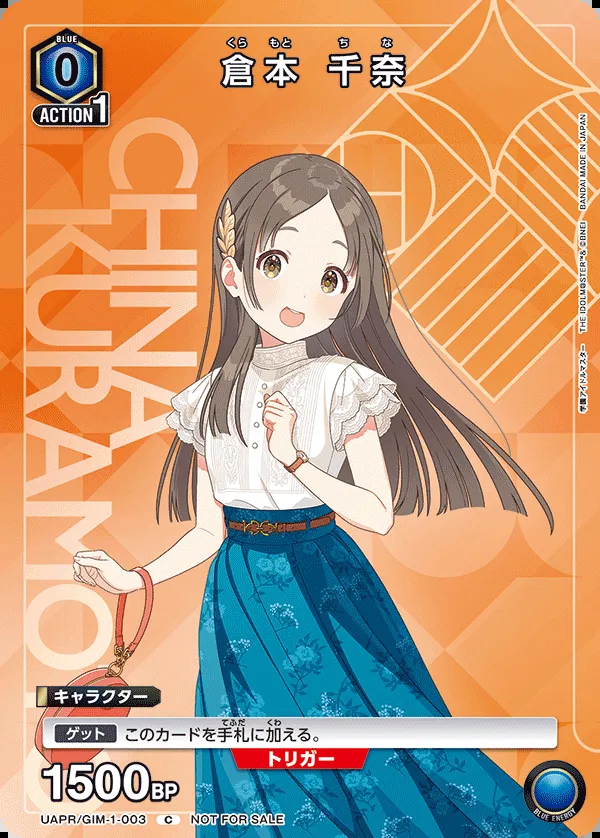 BLUE
0
ACTION1
くら もと ち な
倉本 千奈
CHINA
KURAMO
学園アイドルマスター THE IDOLM@STER™& ©BNEI BANDAI MADE IN JAPAN
キャラクター
ゲット このカードを手札に加える。
てふだ くわ
トリガー
1500BP
UAPR/GIM-1-003 C NOT FOR SALE
BLUE ENERGY